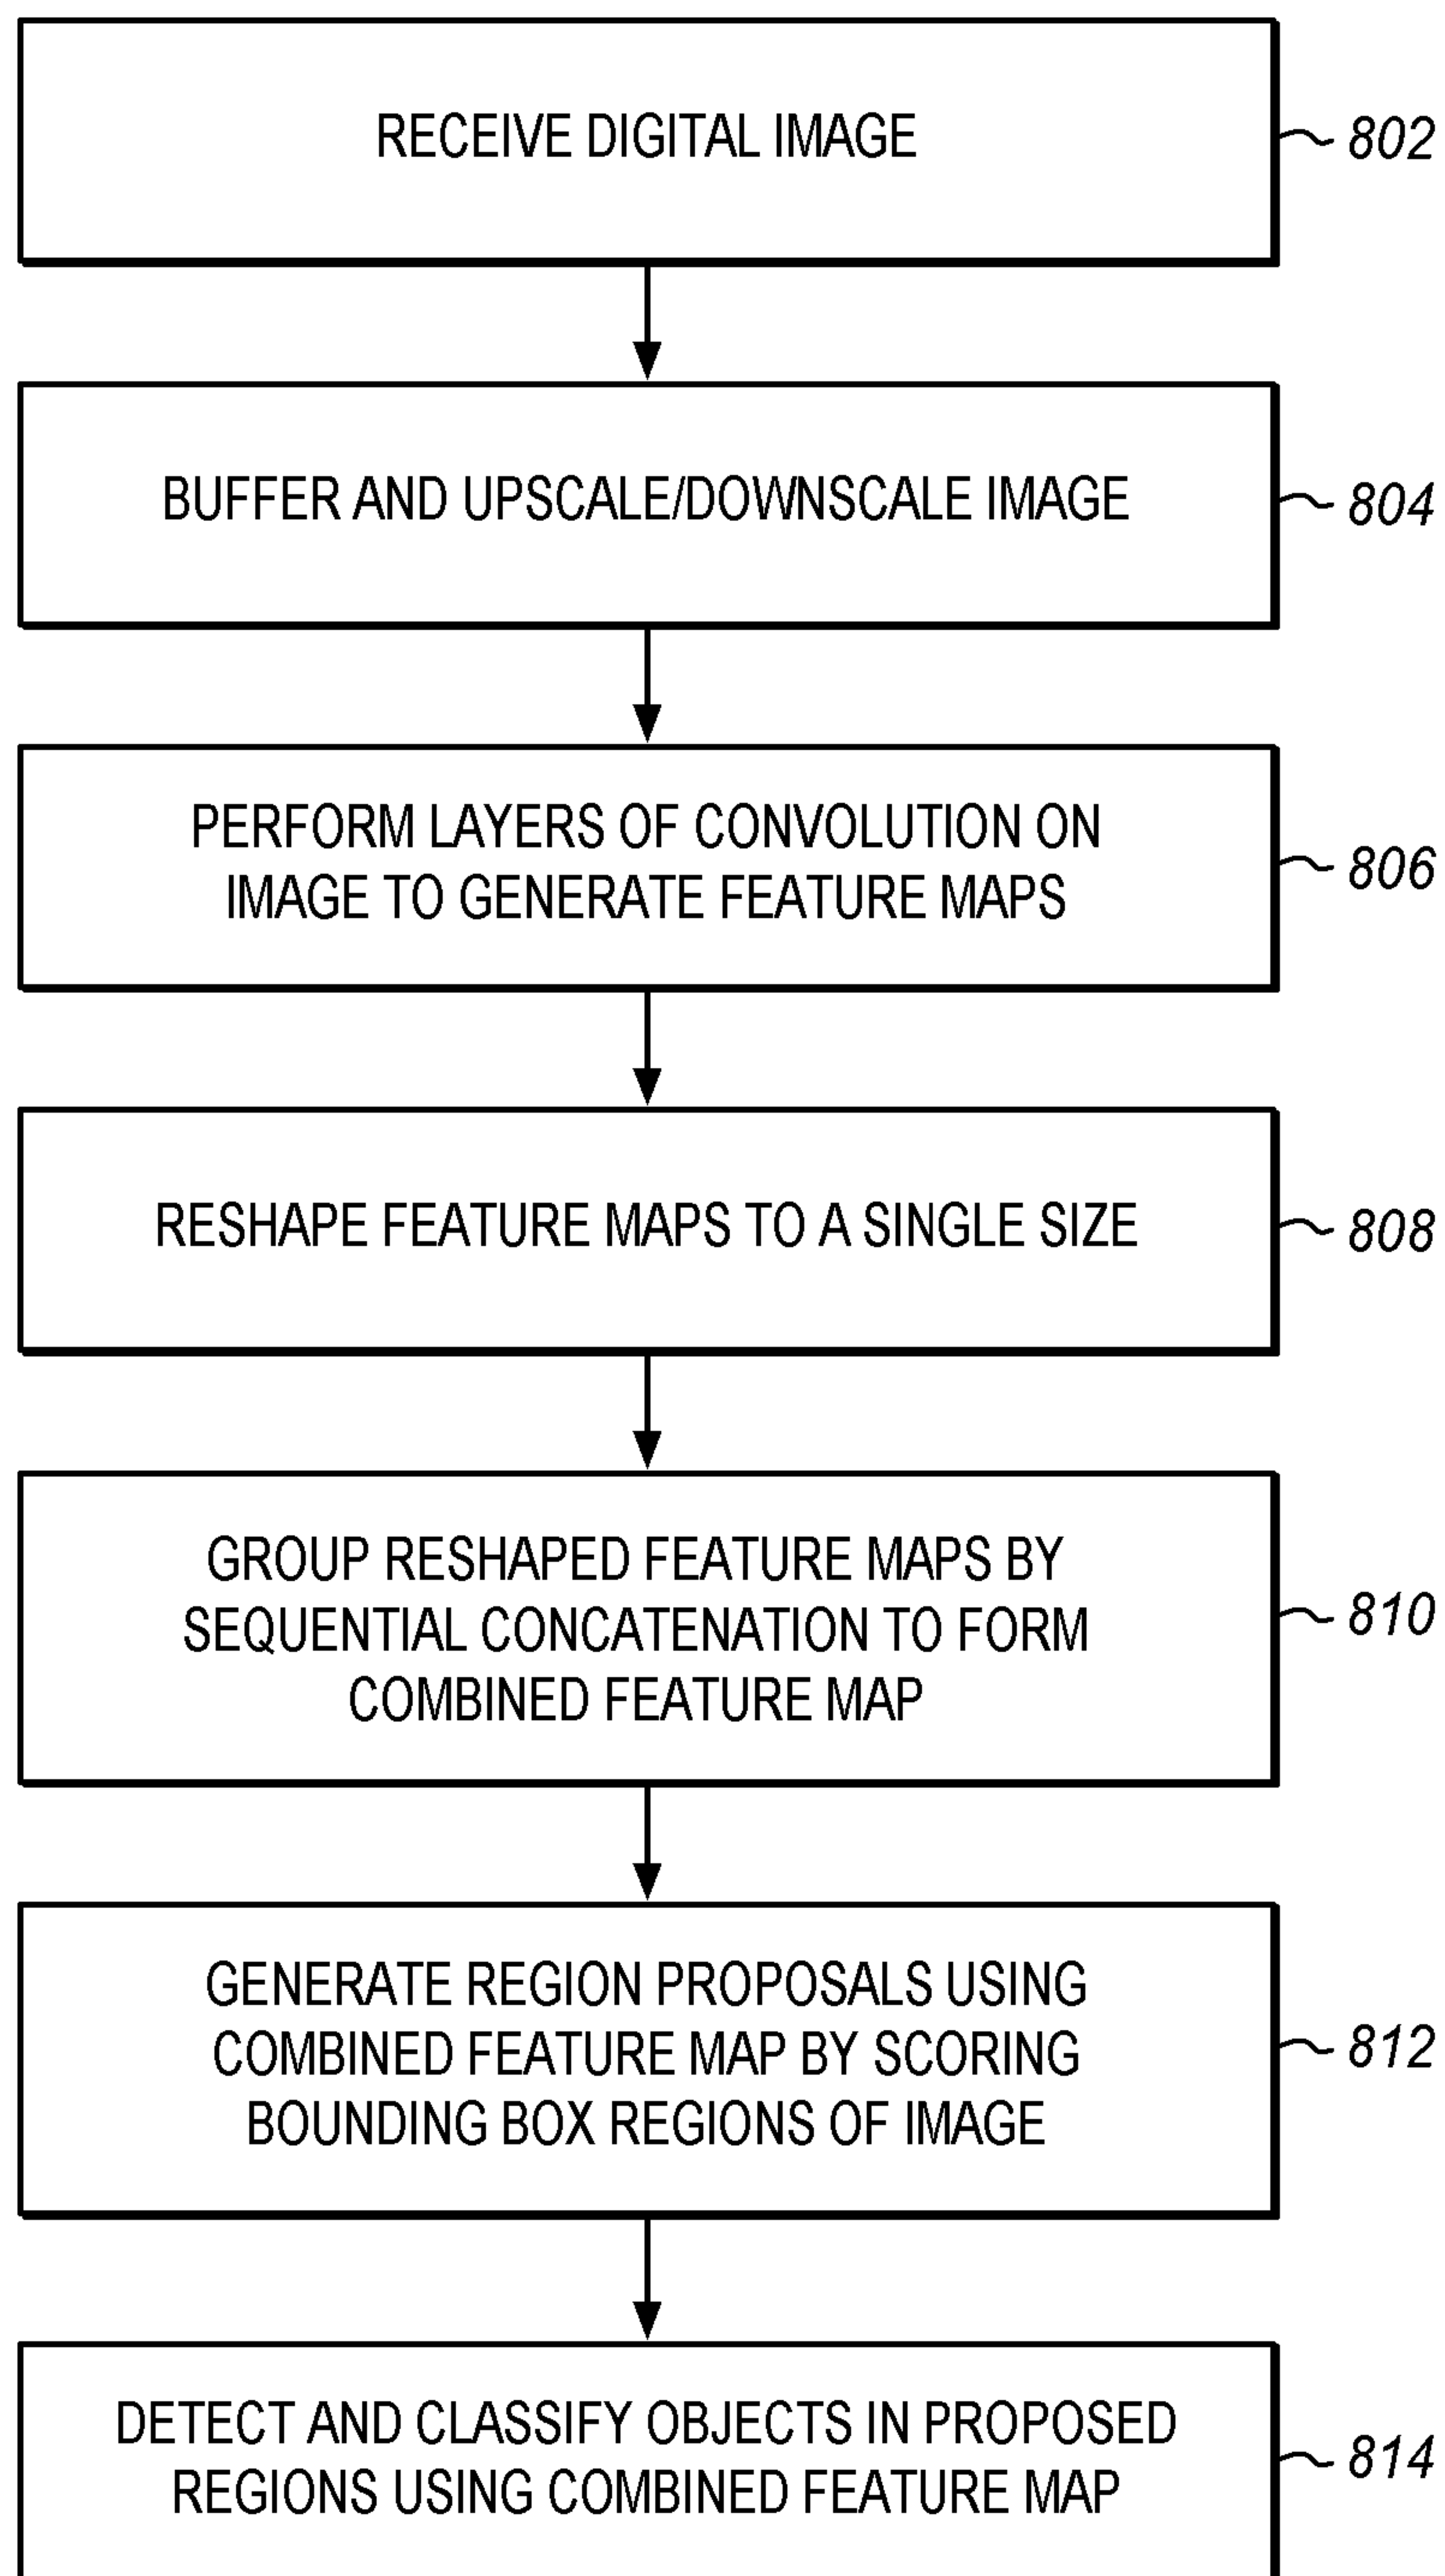 RECEIVE DIGITAL IMAGE
802
BUFFER AND UPSCALE/DOWNSCALE IMAGE
804
PERFORM LAYERS OF CONVOLUTION ON
IMAGE TO GENERATE FEATURE MAPS
806
RESHAPE FEATURE MAPS TO A SINGLE SIZE
808
GROUP RESHAPED FEATURE MAPS BY
SEQUENTIAL CONCATENATION TO FORM
COMBINED FEATURE MAP
810
GENERATE REGION PROPOSALS USING
COMBINED FEATURE MAP BY SCORING
BOUNDING BOX REGIONS OF IMAGE
812
DETECT AND CLASSIFY OBJECTS IN PROPOSED
REGIONS USING COMBINED FEATURE MAP
814